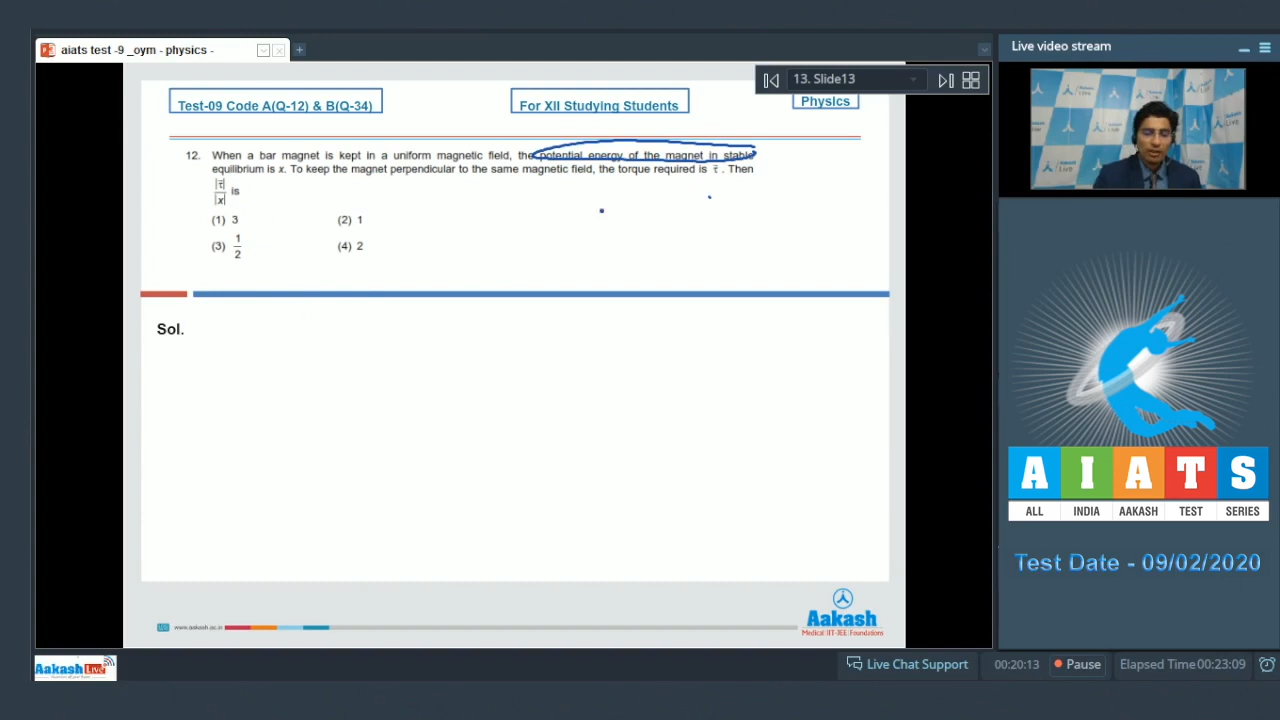 aiats test -9 _oym - physics -
Live video stream
13. Slide13
Test-09 Code A(Q-12) & B(Q-34)
For XII Studying Students
Physics
12. When a bar magnet is kept in a uniform magnetic field, the potential energy of the magnet in stable
equilibrium is x. To keep the magnet perpendicular to the same magnetic field, the torque required is τ⃗ . Then
|τ⃗|
|x| is
(1) 3
(2) 1
(3) 1/2
(4) 2
Sol.
A I A T S
ALL INDIA AAKASH TEST SERIES
Test Date - 09/02/2020
www.aakash.ac.in
Aakash
Medical|IIT-JEE|Foundations
Aakash Live
Live Chat Support
00:20:13
Pause
Elapsed Time 00:23:09